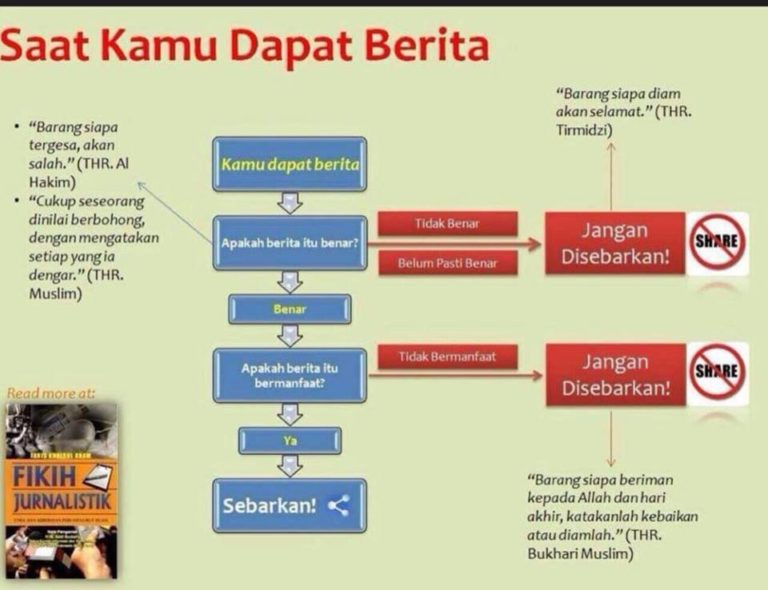 Saat Kamu Dapat Berita
• "Barang siapa
tergesa, akan
salah." (THR. Al
Hakim)
• "Cukup seseorang
dinilai berbohong,
dengan mengatakan
setiap yang ia
dengar." (THR.
Muslim)
Kamu dapat berita
Apakah berita itu benar?
Tidak Benar
Belum Pasti Benar
Jangan
Disebarkan!
SHARE
"Barang siapa diam
akan selamat." (THR.
Tirmidzi)
Benar
Apakah berita itu
bermanfaat?
Tidak Bermanfaat
Jangan
Disebarkan!
SHARE
Ya
Sebarkan!
"Barang siapa beriman
kepada Allah dan hari
akhir, katakanlah kebaikan
atau diamlah." (THR.
Bukhari Muslim)
Read more at:
FARIS KHOIRUL ANAM
FIKIH
JURNALISTIK